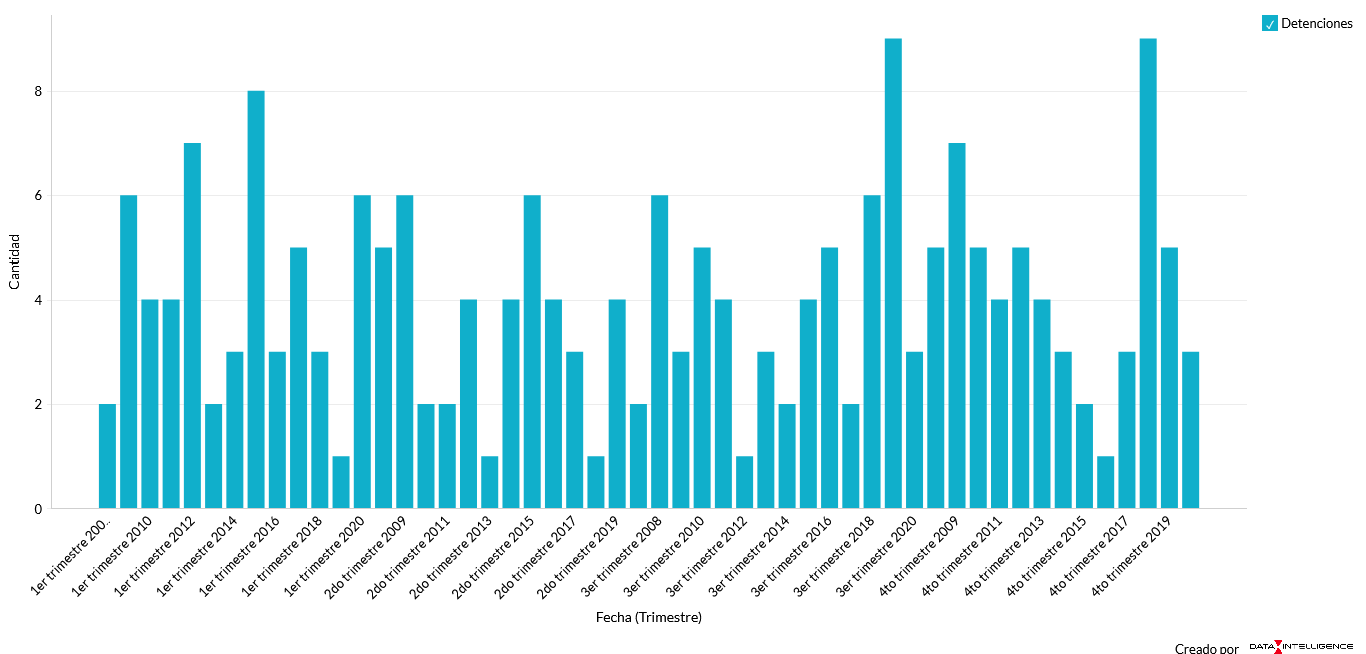 Detenciones
8
6
4
2
0
Cantidad
1er trimestre 200..
1er trimestre 2010
1er trimestre 2012
1er trimestre 2014
1er trimestre 2016
1er trimestre 2018
1er trimestre 2020
2do trimestre 2009
2do trimestre 2011
2do trimestre 2013
2do trimestre 2015
2do trimestre 2017
2do trimestre 2019
3er trimestre 2008
3er trimestre 2010
3er trimestre 2012
3er trimestre 2014
3er trimestre 2016
3er trimestre 2018
3er trimestre 2020
4to trimestre 2009
4to trimestre 2011
4to trimestre 2013
4to trimestre 2015
4to trimestre 2017
4to trimestre 2019
Fecha (Trimestre)
Creado por DATA INTELLIGENCE